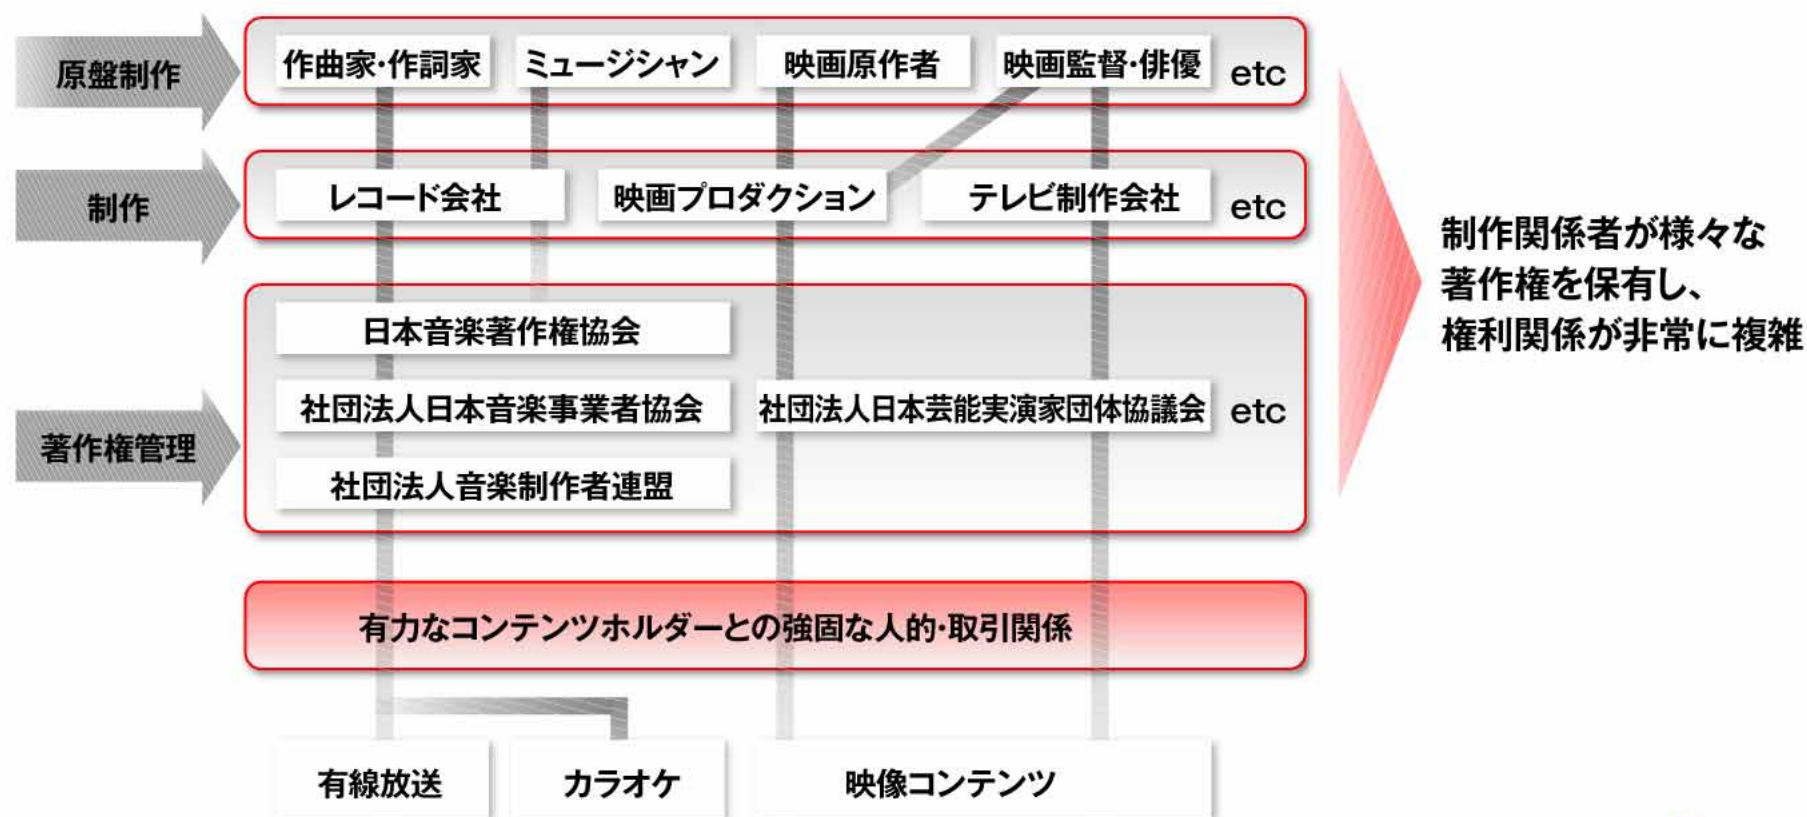 原盤制作
作曲家・作詞家
ミュージシャン
映画原作者
映画監督・俳優
etc
制作
レコード会社
映画プロダクション
テレビ制作会社
etc
著作権管理
日本音楽著作権協会
社団法人日本音楽事業者協会
社団法人日本芸能実演家団体協議会
etc
社団法人音楽制作者連盟
制作関係者が様々な
著作権を保有し、
権利関係が非常に複雑
有力なコンテンツホルダーとの強固な人的・取引関係
有線放送
カラオケ
映像コンテンツ